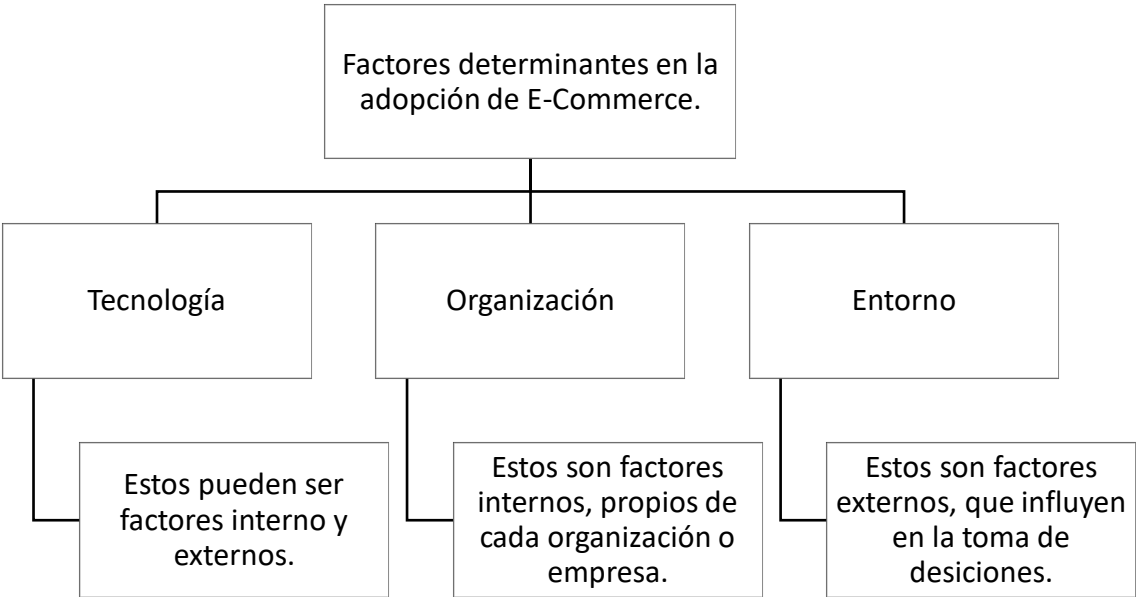 Factores determinantes en la
adopción de E-Commerce.
Tecnología
Organización
Entorno
Estos pueden ser
factores interno y
externos.
Estos son factores
internos, propios de
cada organización o
empresa.
Estos son factores
externos, que influyen
en la toma de
desiciones.